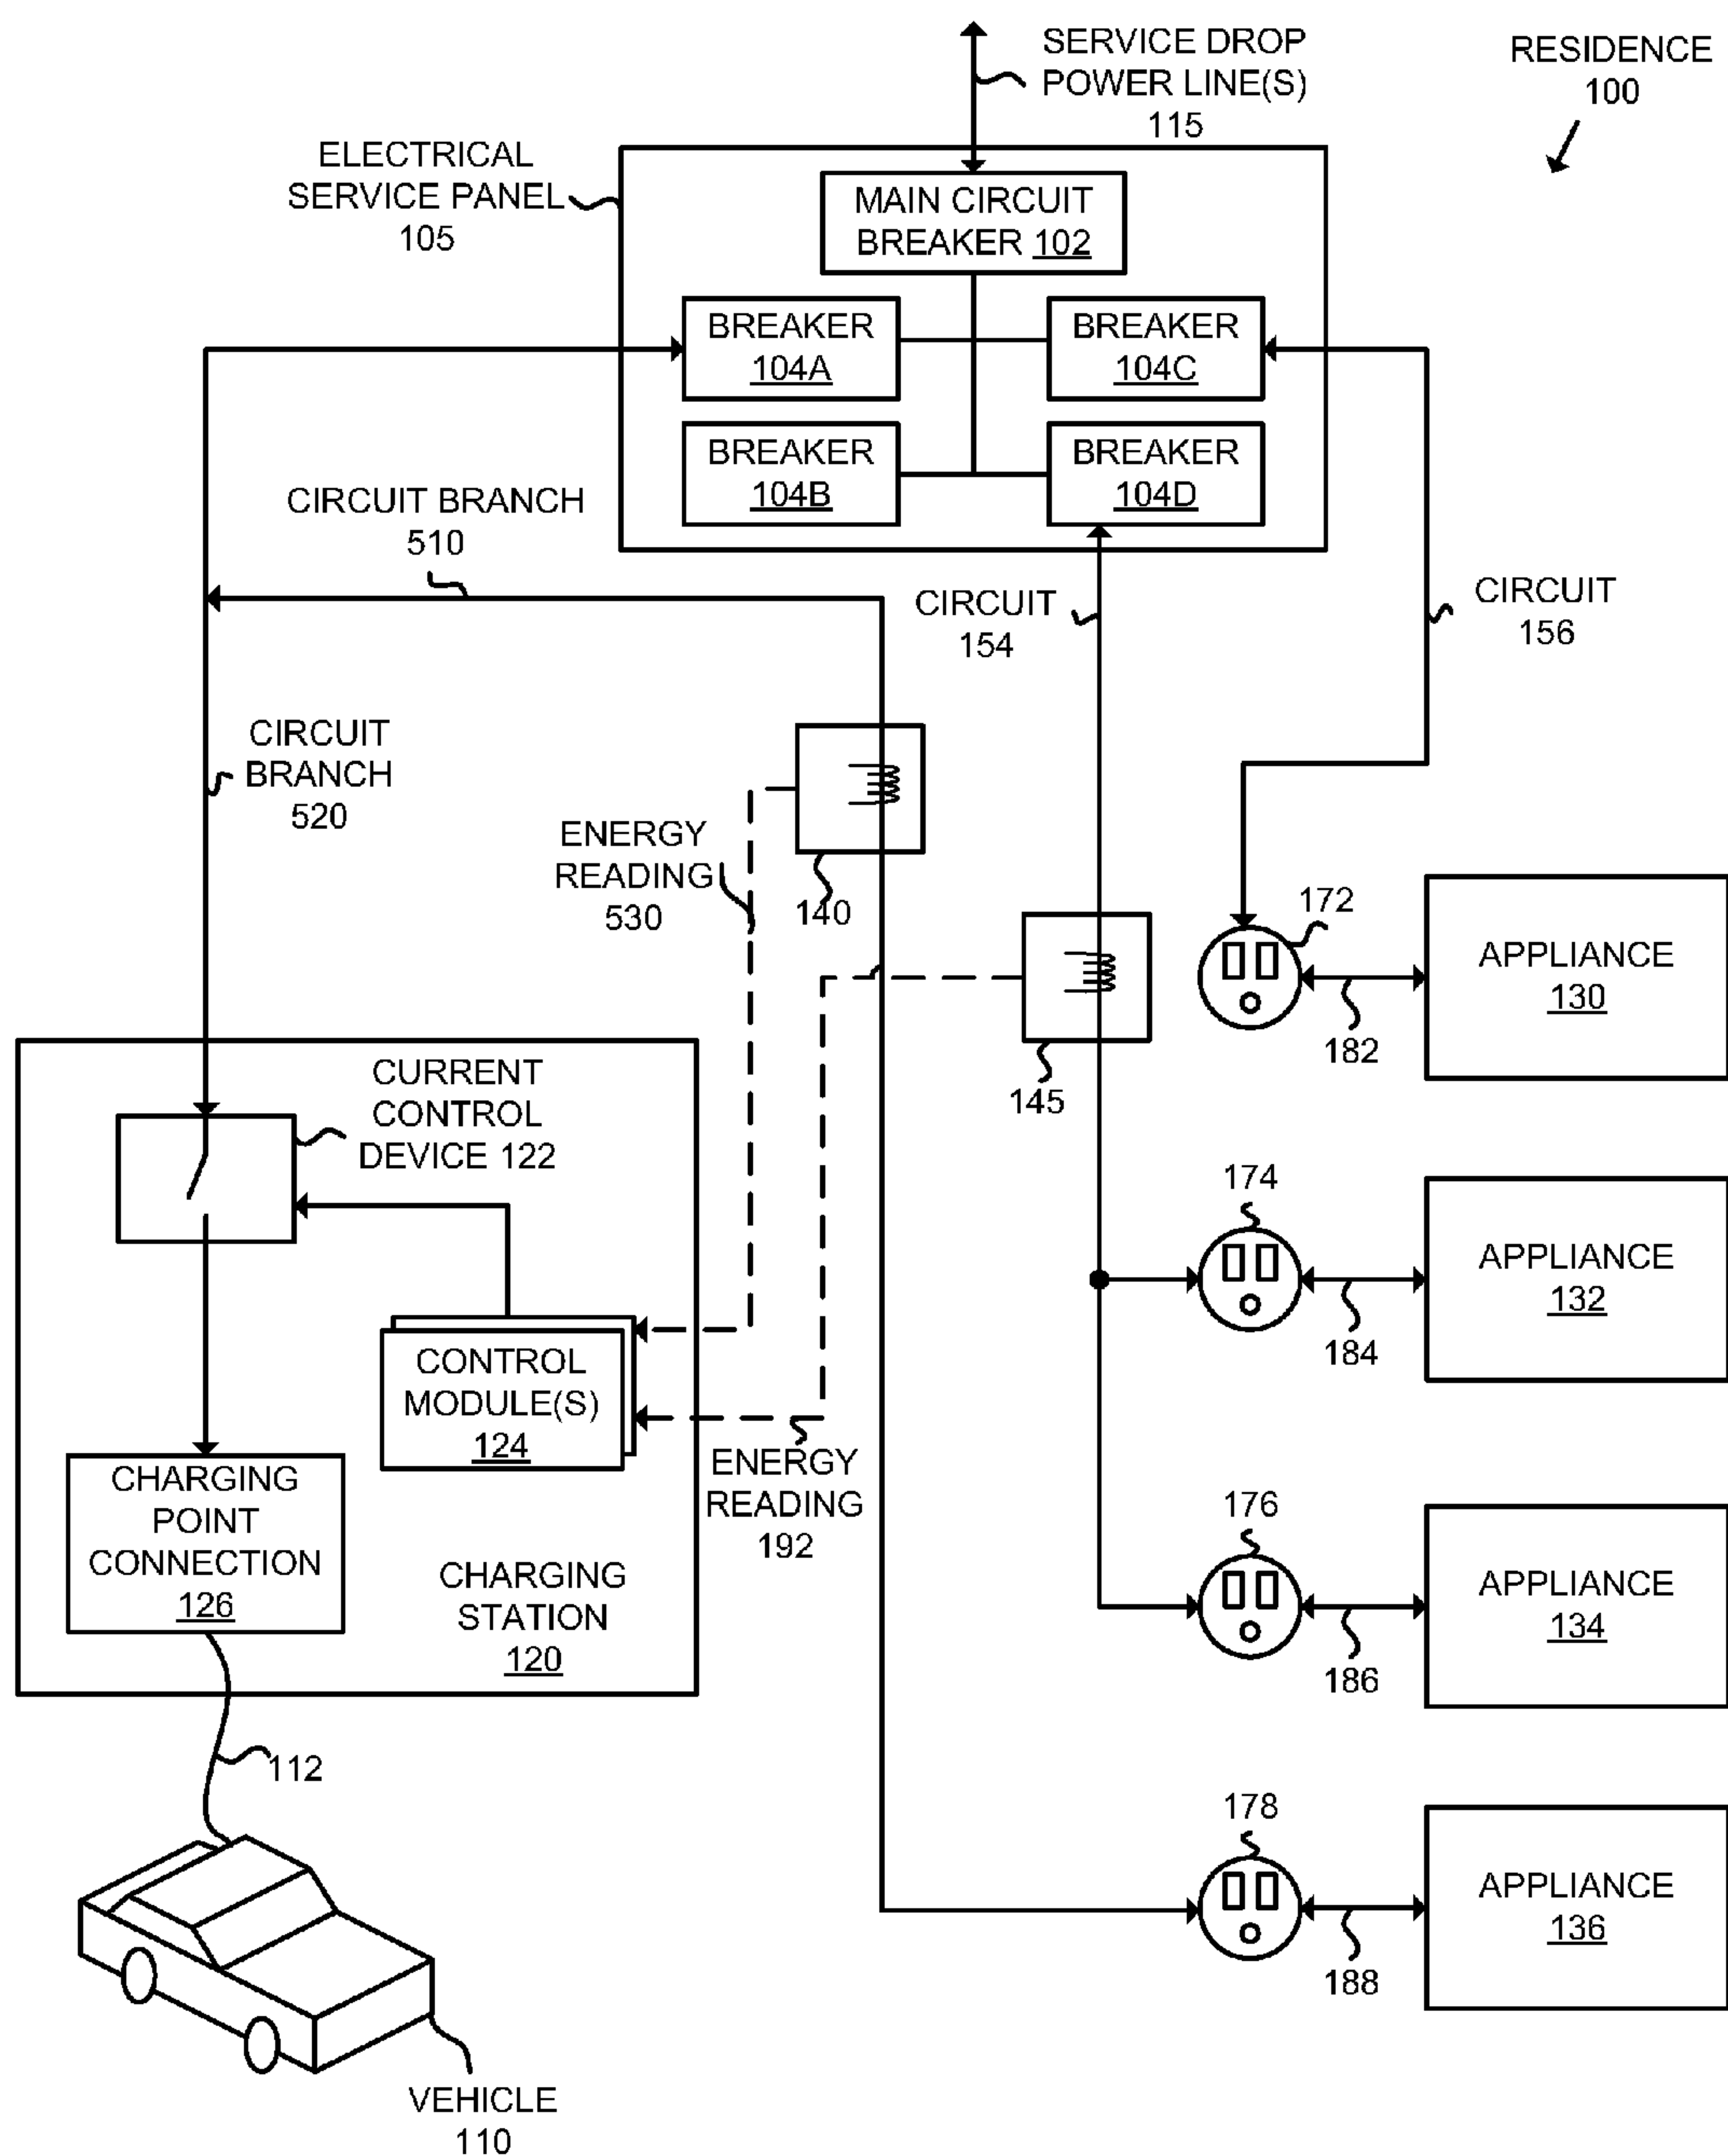 SERVICE DROP
POWER LINE(S)
115
RESIDENCE
100
ELECTRICAL
SERVICE PANEL
105
MAIN CIRCUIT
BREAKER 102
BREAKER
104A
BREAKER
104C
BREAKER
104B
BREAKER
104D
CIRCUIT BRANCH
510
CIRCUIT
154
CIRCUIT
156
CIRCUIT
BRANCH
520
ENERGY
READING
530
140
145
172
182
APPLIANCE
130
CURRENT
CONTROL
DEVICE 122
174
184
APPLIANCE
132
CONTROL
MODULE(S)
124
ENERGY
READING
192
CHARGING
POINT
CONNECTION
126
CHARGING
STATION
120
176
186
APPLIANCE
134
112
178
188
APPLIANCE
136
VEHICLE
110